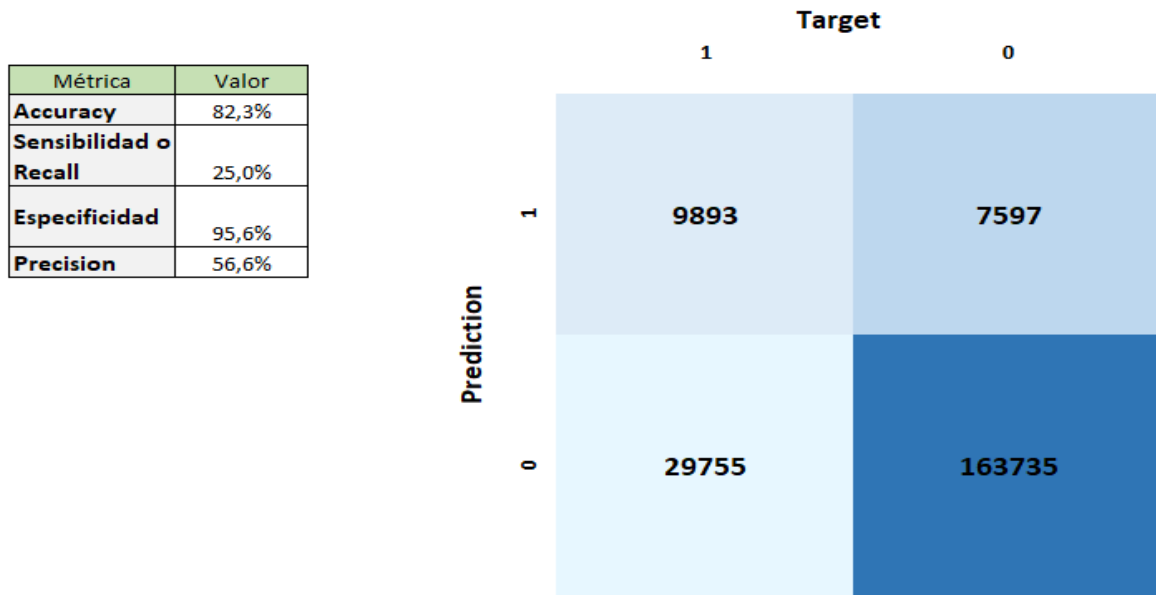 Métrica Valor
Accuracy 82,3%
Sensibilidad o
Recall 25,0%
Especificidad
95,6%
Precision 56,6%
Target
1 0
Prediction
1 9893 7597
0 29755 163735